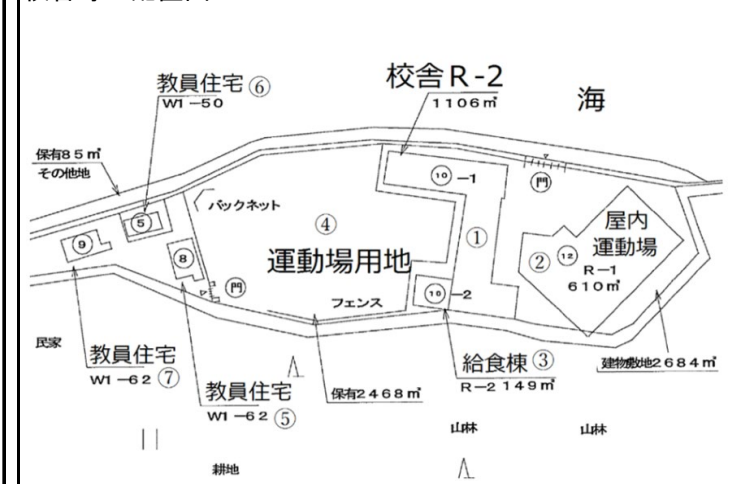 教員住宅 ⑥
W1-50
校舎R-2
1106㎡
海
保有85㎡
その他地
バックネット
⑩-1
門
⑤
④
①
屋内
運動場
⑨
⑧
運動場用地
② ⑫
R-1
610㎡
門
フェンス
⑩-2
民家
教員住宅
W1-62 ⑦
教員住宅
W1-62 ⑤
保有2468㎡
給食棟 ③
R-2 149㎡
建物敷地2684㎡
山林
山林
耕地